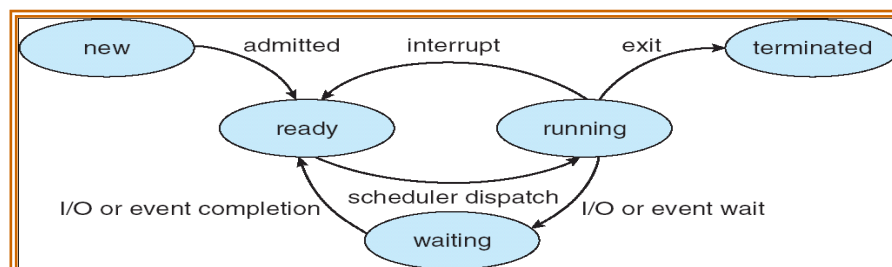 new
admitted
interrupt
exit
terminated
ready
running
scheduler dispatch
I/O or event completion
I/O or event wait
waiting